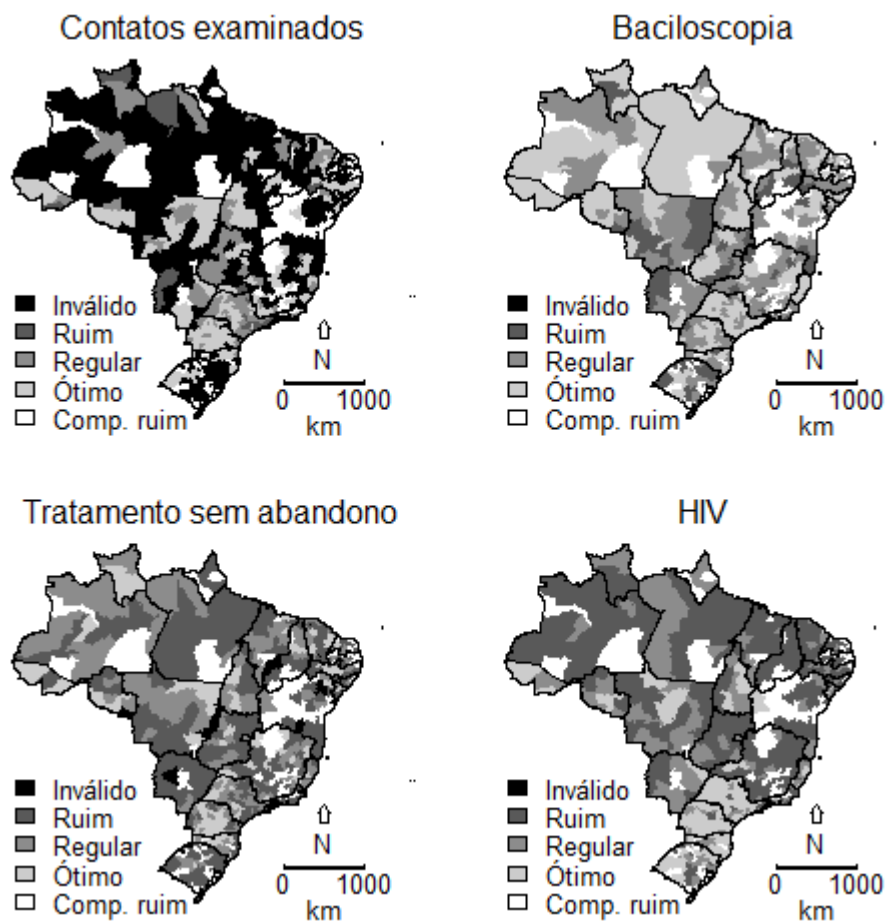 Contatos examinados
Inválido
Ruim
Regular
Ótimo
Comp. ruim
N
0 1000
km
Baciloscopia
Inválido
Ruim
Regular
Ótimo
Comp. ruim
N
0 1000
km
Tratamento sem abandono
Inválido
Ruim
Regular
Ótimo
Comp. ruim
N
0 1000
km
HIV
Inválido
Ruim
Regular
Ótimo
Comp. ruim
N
0 1000
km